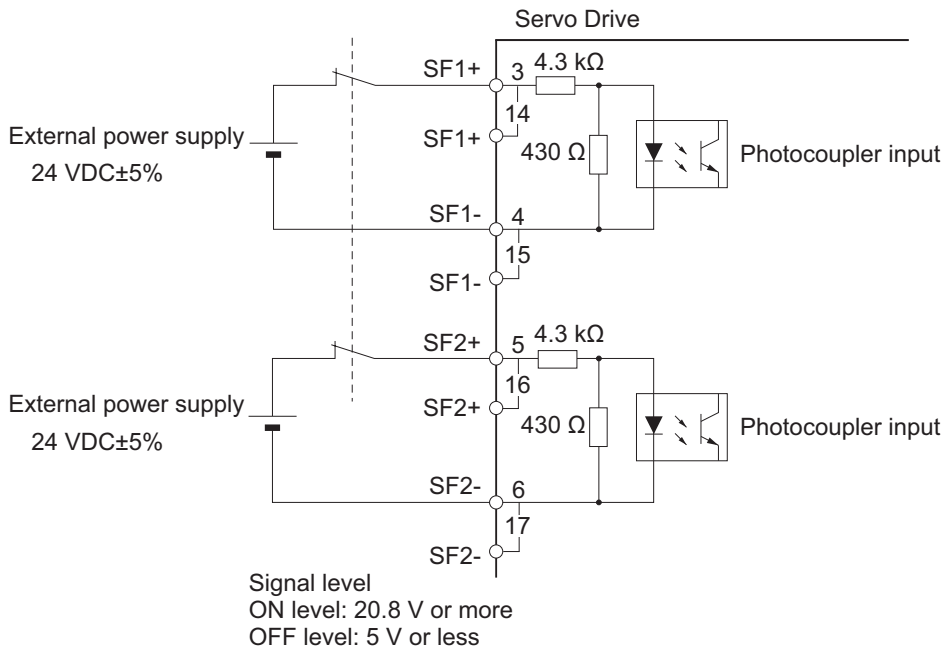 Servo Drive
SF1+
3
4.3 kΩ
14
SF1+
External power supply
24 VDC±5%
430 Ω
Photocoupler input
SF1-
4
15
SF1-
SF2+
5
4.3 kΩ
16
SF2+
External power supply
24 VDC±5%
430 Ω
Photocoupler input
SF2-
6
17
SF2-
Signal level
ON level: 20.8 V or more
OFF level: 5 V or less